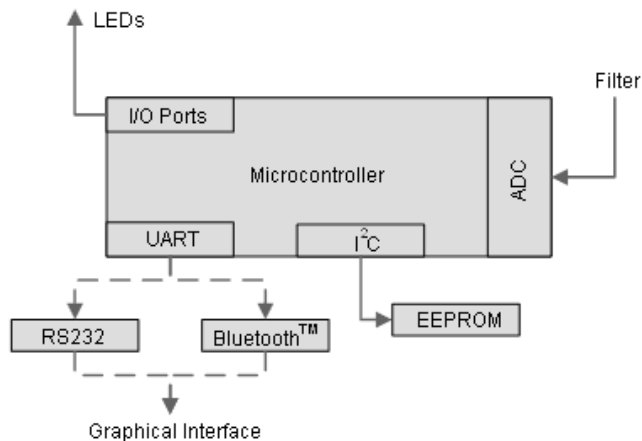 LEDs
Filter
I/O Ports
Microcontroller
ADC
UART
I²C
RS232
Bluetooth™
EEPROM
Graphical Interface